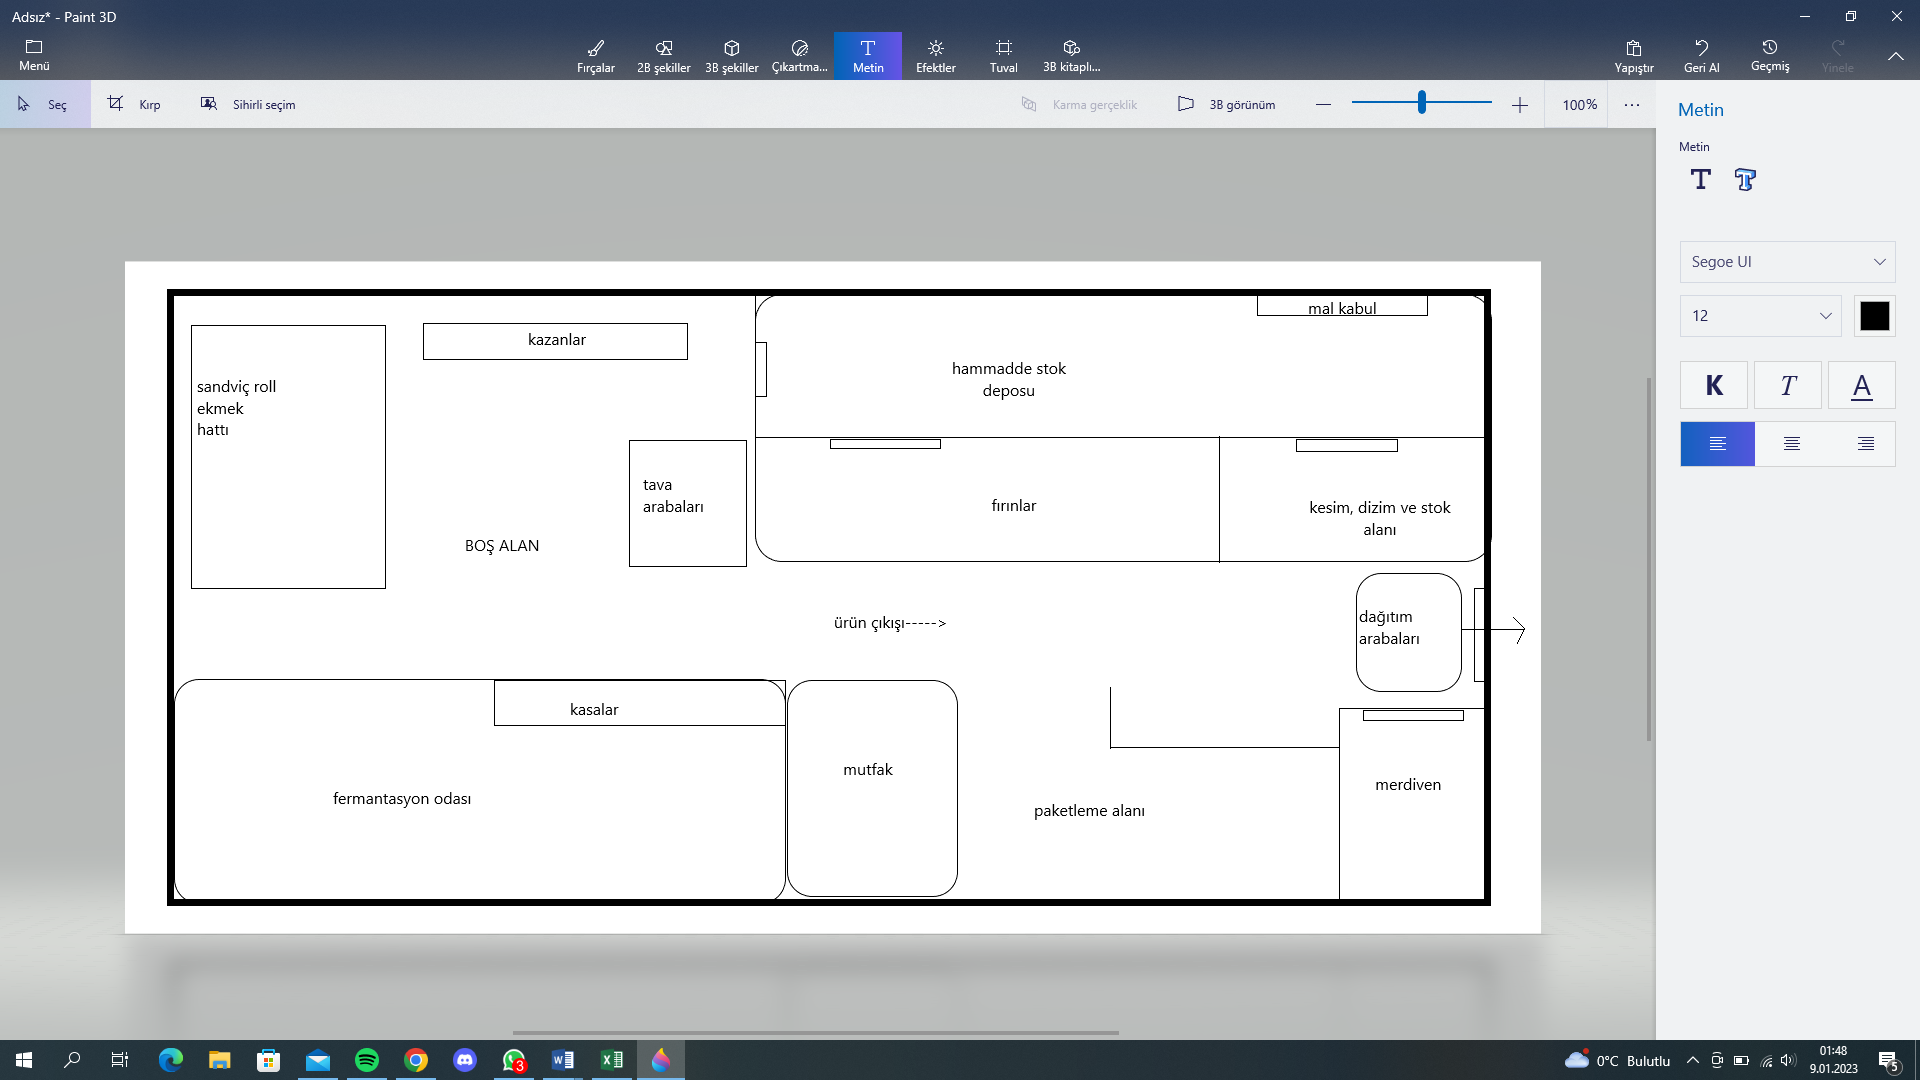 Adsız* - Paint 3D
Menü
Fırçalar
2B şekiller
3B şekiller
Çıkartma...
Metin
Efektler
Tuval
3B kitaplı...
Yapıştır
Geri Al
Geçmiş
Yinele
Seç
Kırp
Sihirli seçim
Karma gerçeklik
3B görünüm
100%
Metin
Metin
Segoe UI
12
K
T
A
mal kabul
kazanlar
hammadde stok
deposu
sandviç roll
ekmek
hattı
tava
arabaları
fırınlar
kesim, dizim ve stok
alanı
BOŞ ALAN
ürün çıkışı----->
dağıtım
arabaları
kasalar
mutfak
merdiven
fermantasyon odası
paketleme alanı
3
0°C Bulutlu
01:48
9.01.2023
5